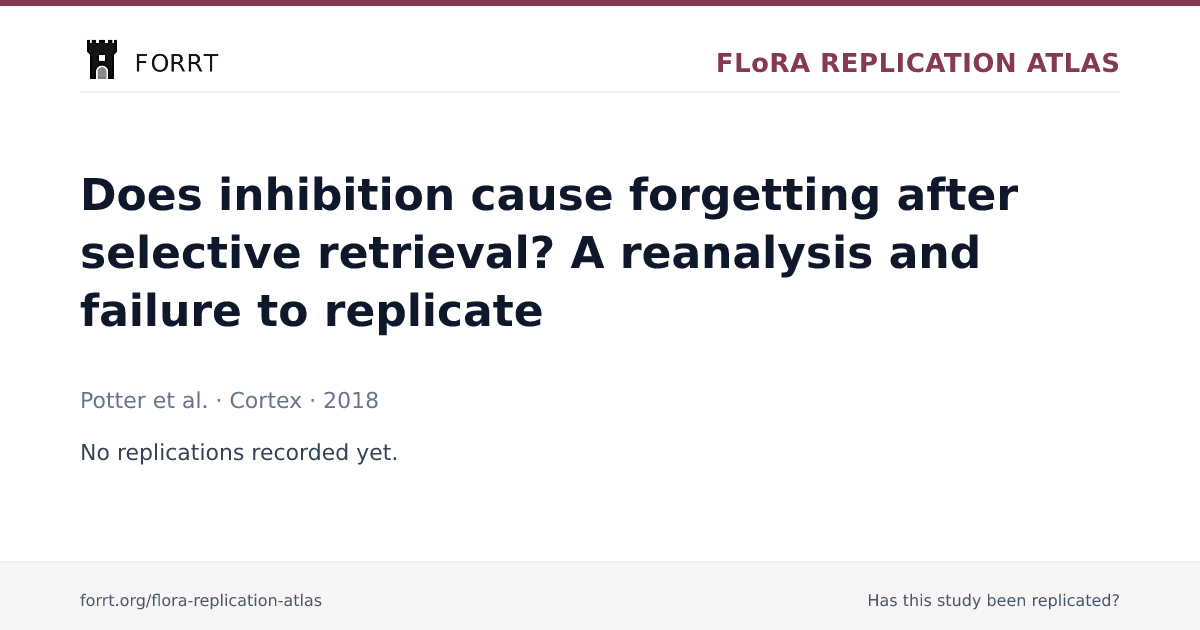 FORRT
FLoRA REPLICATION ATLAS
Does inhibition cause forgetting after
selective retrieval? A reanalysis and
failure to replicate
Potter et al. · Cortex · 2018
No replications recorded yet.
forrt.org/flora-replication-atlas
Has this study been replicated?